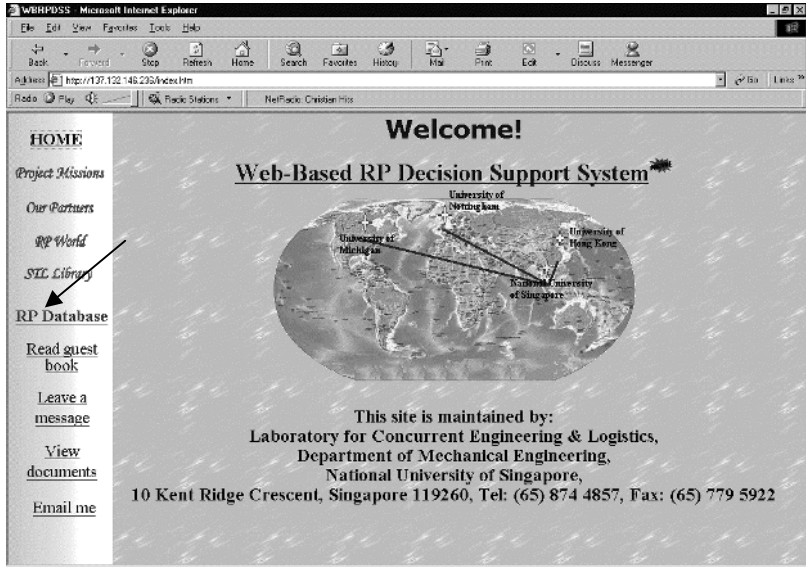 WBRPDSS - Microsoft Internet Explorer
File Edit View Favorites Tools Help
Back Forward Stop Refresh Home Search Favorites History Mail Print Edit Discuss Messenger
Address http://137.132.146.236/index.htm Go Links »
Radio Play Radio Stations NetRadio: Christian Hits
HOME
Project Missions
Our Partners
RP World
STL Library
RP Database
Read guest
book
Leave a
message
View
documents
Email me
Welcome!
Web-Based RP Decision Support System
University of
Nottingham
University of
Michigan
University of
Hong Kong
National University
of Singapore
This site is maintained by:
Laboratory for Concurrent Engineering & Logistics,
Department of Mechanical Engineering,
National University of Singapore,
10 Kent Ridge Crescent, Singapore 119260, Tel: (65) 874 4857, Fax: (65) 779 5922